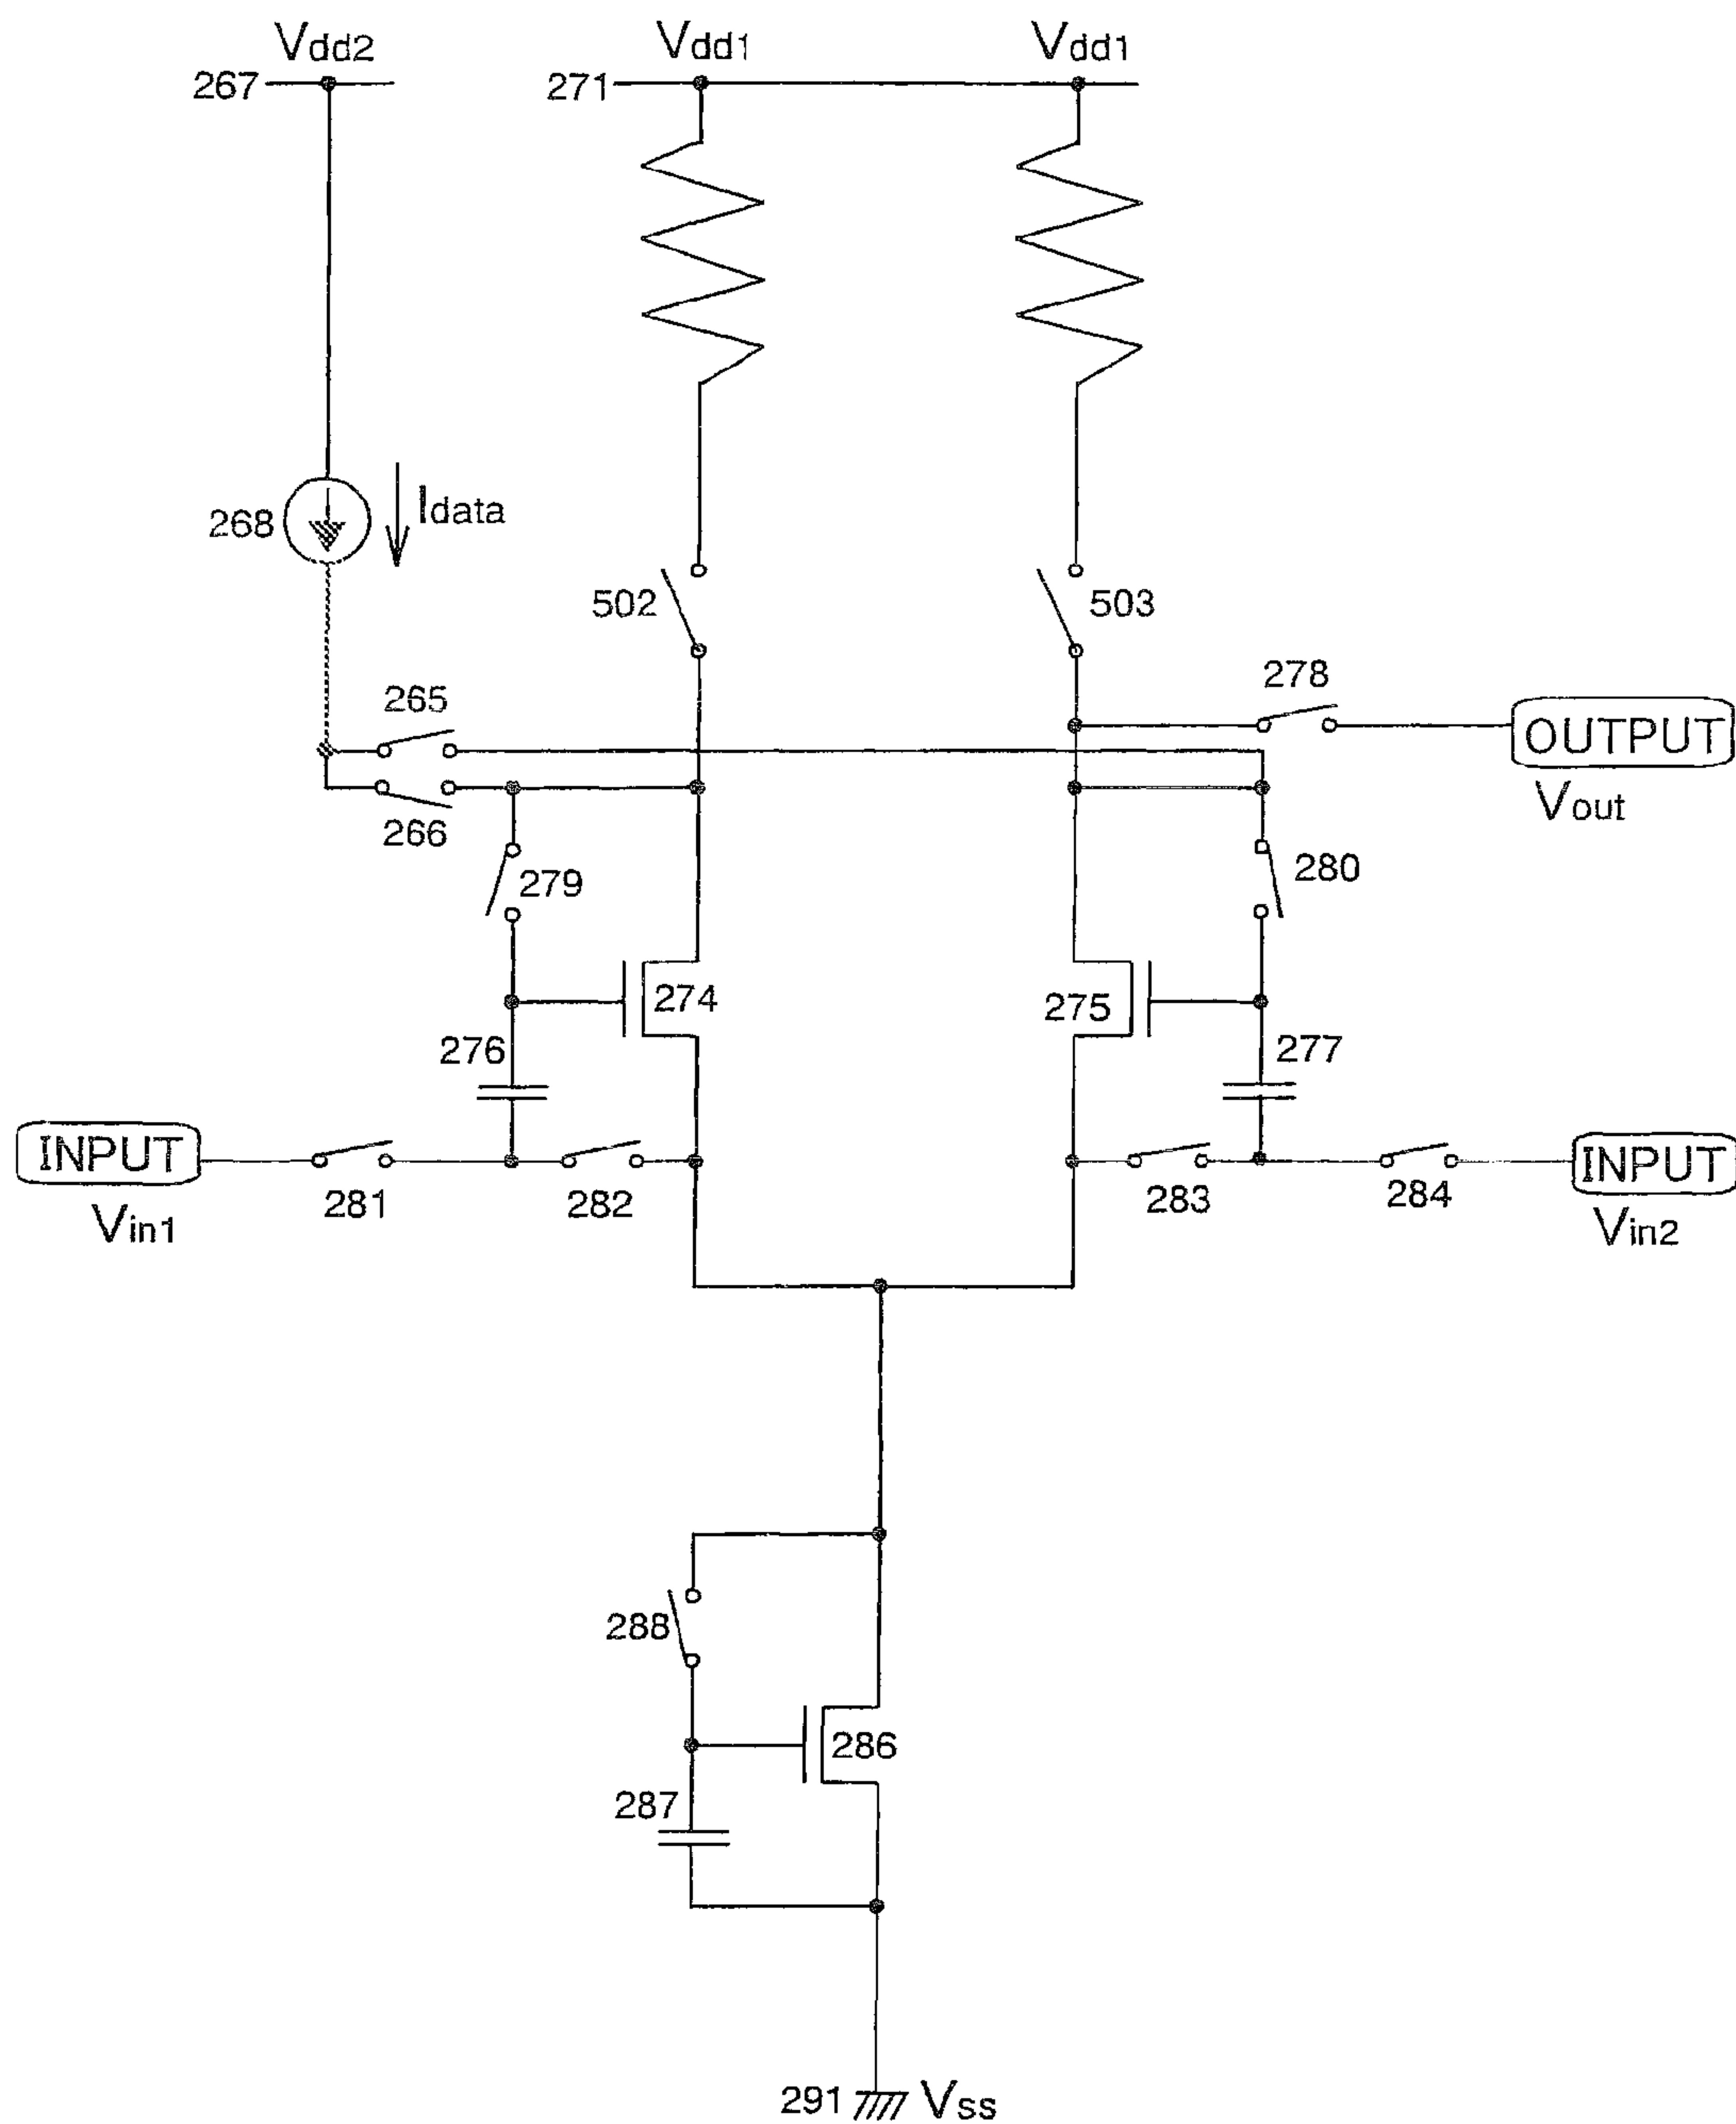 Vdd2
Vdd1
Vdd1
267
271
268
Idata
502
503
265
278
OUTPUT
Vout
266
279
280
274
275
276
277
INPUT
Vin1
281
282
283
284
INPUT
Vin2
288
286
287
291
Vss